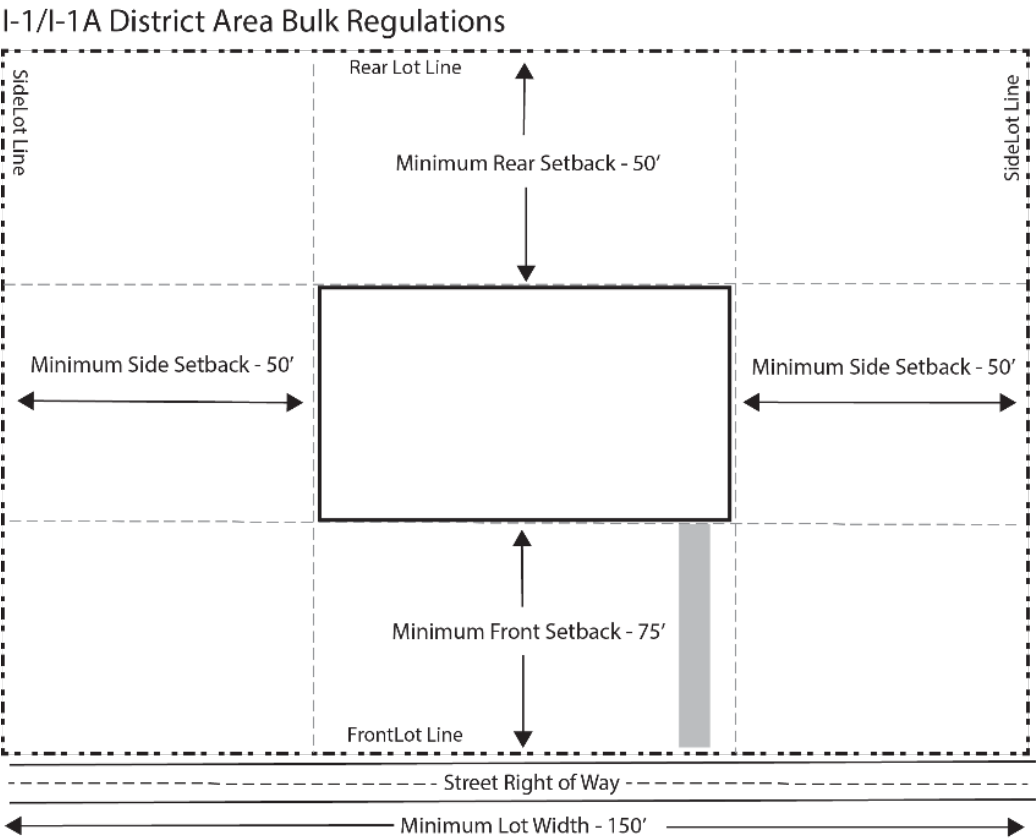 I-1/I-1A District Area Bulk Regulations
Rear Lot Line
SideLot Line
SideLot Line
Minimum Rear Setback - 50′
Minimum Side Setback - 50′
Minimum Side Setback - 50′
Minimum Front Setback - 75′
FrontLot Line
Street Right of Way
Minimum Lot Width - 150′